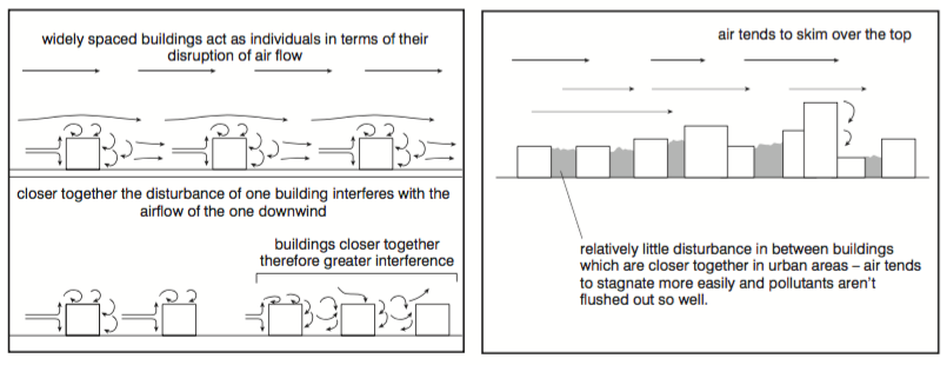 widely spaced buildings act as individuals in terms of their
disruption of air flow
closer together the disturbance of one building interferes with the
airflow of the one downwind
buildings closer together
therefore greater interference
air tends to skim over the top
relatively little disturbance in between buildings
which are closer together in urban areas – air tends
to stagnate more easily and pollutants aren't
flushed out so well.